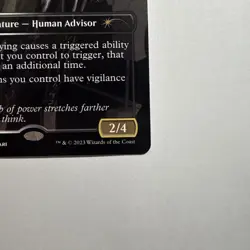 ature — Human Advisor
ying causes a triggered ability
t you control to trigger, that
an additional time.
ns you control have vigilance
k of power stretches farther
think.
2/4
™ & © 2023 Wizards of the Coast